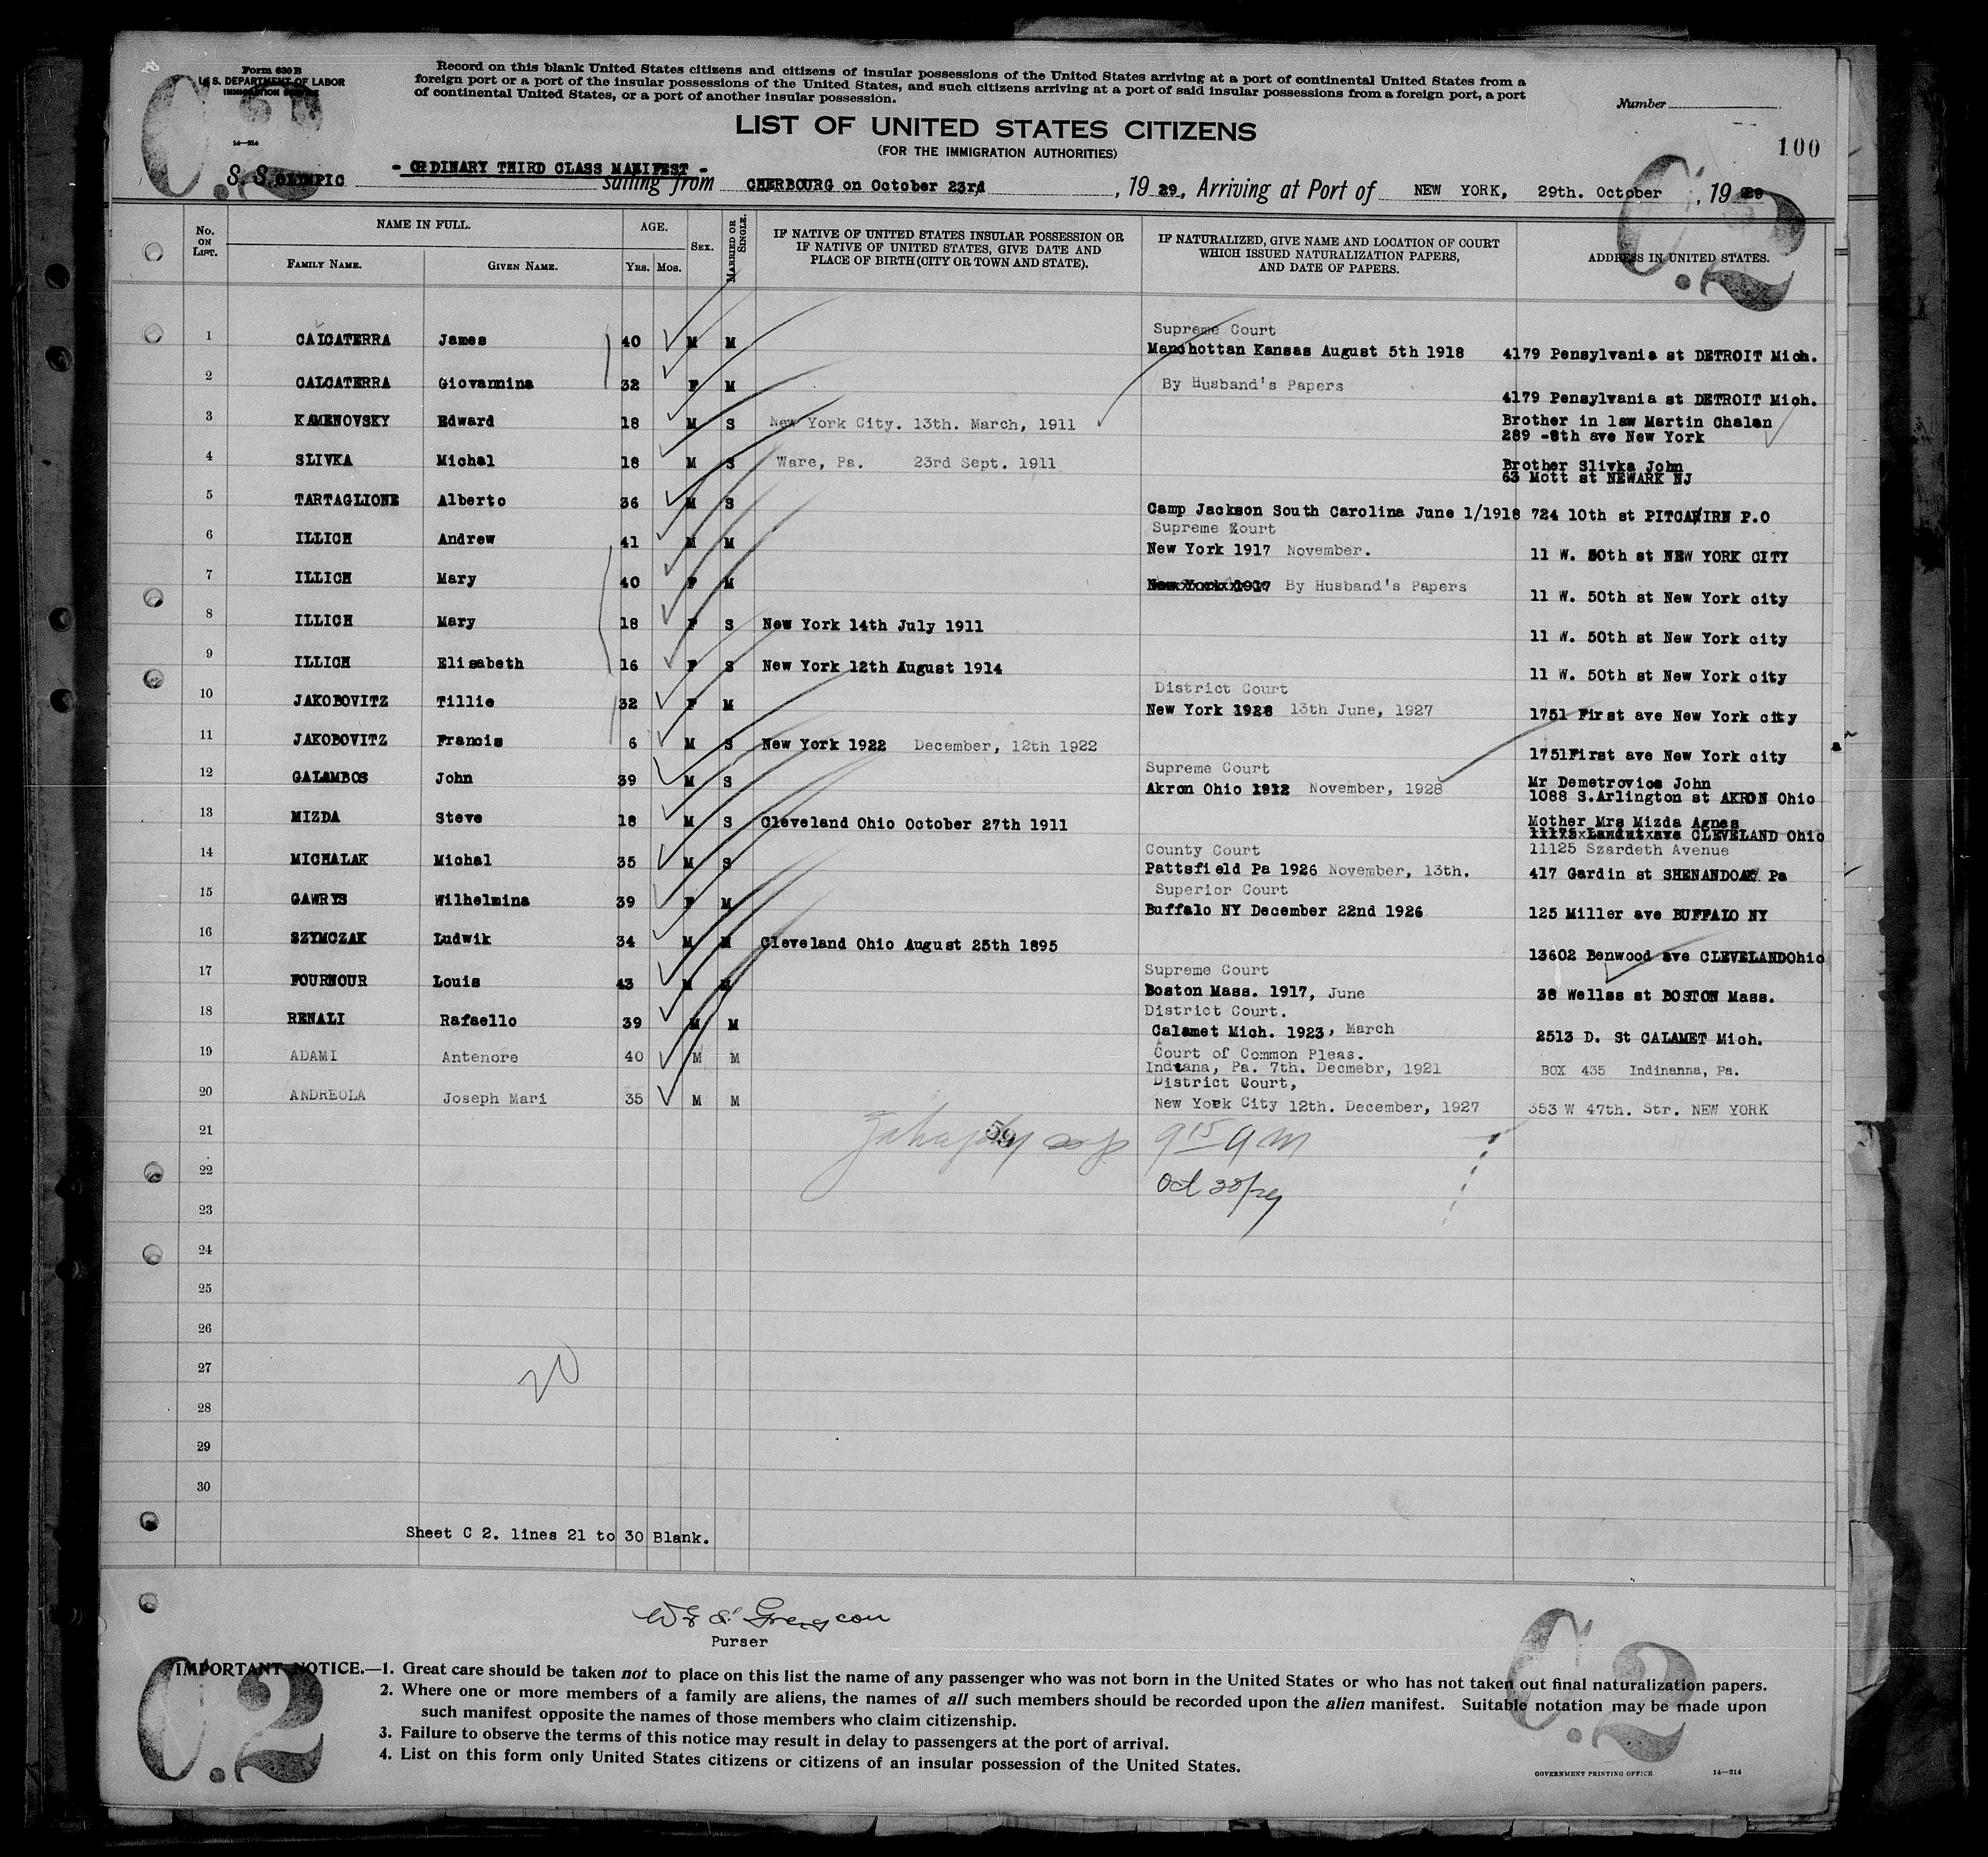 Form 630 B
U. S. DEPARTMENT OF LABOR
IMMIGRATION SERVICE
14—214
Record on this blank United States citizens and citizens of insular possessions of the United States arriving at a port of continental United States from a
foreign port or a port of the insular possessions of the United States, and such citizens arriving at a port of said insular possessions from a foreign port, a port
of continental United States, or a port of another insular possession.
Number
100
LIST OF UNITED STATES CITIZENS
(FOR THE IMMIGRATION AUTHORITIES)
C.2
C.2
- ORDINARY THIRD CLASS MANIFEST -
S. S. OLYMPIC sailing from CHERBOURG on October 23rd, 1929, Arriving at Port of NEW YORK, 29th. October, 1929
No. ON LIST. NAME IN FULL. FAMILY NAME. GIVEN NAME. AGE. YRS. MOS. SEX. MARRIED OR SINGLE. IF NATIVE OF UNITED STATES INSULAR POSSESSION OR IF NATIVE OF UNITED STATES, GIVE DATE AND PLACE OF BIRTH (CITY OR TOWN AND STATE). IF NATURALIZED, GIVE NAME AND LOCATION OF COURT WHICH ISSUED NATURALIZATION PAPERS, AND DATE OF PAPERS. ADDRESS IN UNITED STATES.
Supreme Court
1 CALCATERRA James 40 M M Manchottan Kansas August 5th 1918 4179 Pensylvania st DETROIT Mich.
2 CALCATERRA Giovannina 32 F M By Husband's Papers 4179 Pensylvania st DETROIT Mich.
3 KAMENOVSKY Edward 18 M S New York City. 13th. March, 1911 Brother in law Martin Chalan
289 -8th ave New York
4 SLIVKA Michal 18 M S Ware, Pa. 23rd Sept. 1911 Brother Slivka John
63 Mott st NEWARK NJ
5 TARTAGLIONE Alberto 36 M S Camp Jackson South Carolina June 1/1918 724 10th st PITCAIRN P.O
Supreme Court
6 ILLICH Andrew 41 M M New York 1917 November. 11 W. 50th st NEW YORK CITY
7 ILLICH Mary 40 F M New York 1917 By Husband's Papers 11 W. 50th st New York city
8 ILLICH Mary 18 F S New York 14th July 1911 11 W. 50th st New York city
9 ILLICH Elisabeth 16 F S New York 12th August 1914 11 W. 50th st New York city
District Court
10 JAKOBOVITZ Tillie 32 F M New York 1928 13th June, 1927 1751 First ave New York city
11 JAKOBOVITZ Francis 6 M S New York 1922 December, 12th 1922 1751First ave New York city
Supreme Court
12 GALAMBOS John 39 M S Akron Ohio 1912 November, 1928 Mr Demetrovics John
1088 S.Arlington st AKRON Ohio
13 MIZDA Steve 18 M S Cleveland Ohio October 27th 1911 Mother Mrs Mizda Agnes
CLEVELAND Ohio
11125 Szardeth Avenue
County Court
14 MICHALAK Michal 35 M S Pattsfield Pa 1926 November, 13th. 417 Gardin st SHENANDOAH Pa
Superior Court
15 GAWRYS Wilhelmina 39 F M Buffalo NY December 22nd 1926 125 Miller ave BUFFALO NY
16 SZYMCZAK Ludwik 34 M M Cleveland Ohio August 25th 1895 13602 Benwood ave CLEVELANDOhio
Supreme Court
17 FOURNOUR Louis 43 M M Boston Mass. 1917, June 38 Wellss st BOSTON Mass.
District Court.
18 RENALI Rafaello 39 M M Calamet Mich. 1923, March 2513 D. St CALAMET Mich.
Court of Common Pleas.
19 ADAMI Antenore 40 M M Indiana, Pa. 7th. Decmebr, 1921 BOX 435 Indinanna, Pa.
District Court,
20 ANDREOLA Joseph Mari 35 M M New York City 12th. December, 1927 353 W 47th. Str. NEW YORK
21 59 9 15 am
22 Oct 30/29
23
24
25
26
27
20
28
29
30
Sheet C 2. lines 21 to 30 Blank.
Purser
IMPORTANT NOTICE.—1. Great care should be taken not to place on this list the name of any passenger who was not born in the United States or who has not taken out final naturalization papers.
2. Where one or more members of a family are aliens, the names of all such members should be recorded upon the alien manifest. Suitable notation may be made upon
such manifest opposite the names of those members who claim citizenship.
3. Failure to observe the terms of this notice may result in delay to passengers at the port of arrival.
4. List on this form only United States citizens or citizens of an insular possession of the United States.
C.2
C.2
GOVERNMENT PRINTING OFFICE 14—214